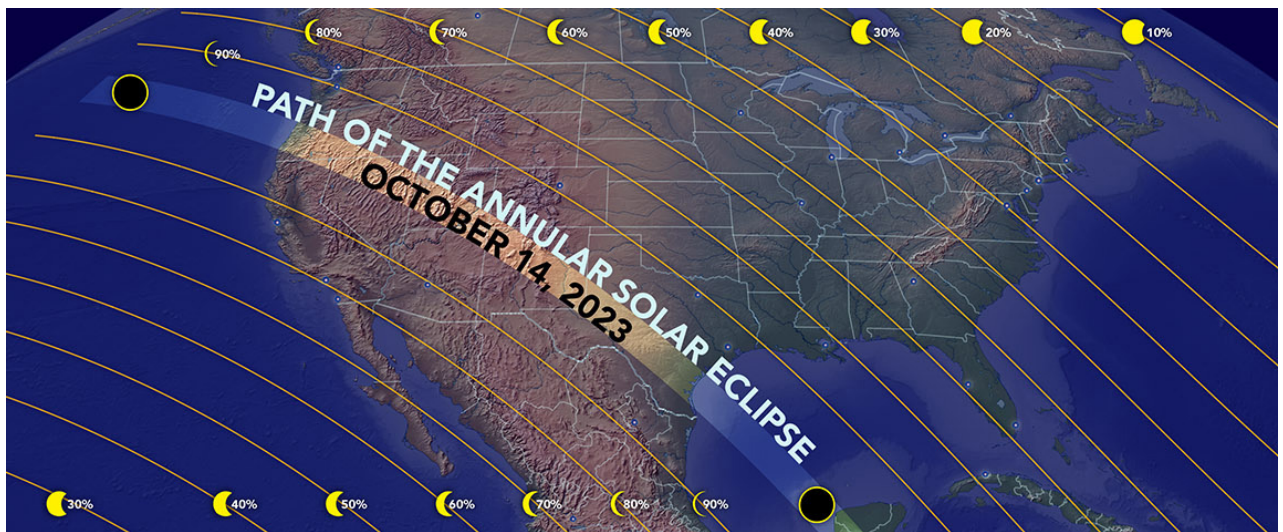 80% 70% 60% 50% 40% 30% 20% 10%
90%
PATH OF THE ANNULAR SOLAR ECLIPSE
OCTOBER 14, 2023
30% 40% 50% 60% 70% 80% 90%